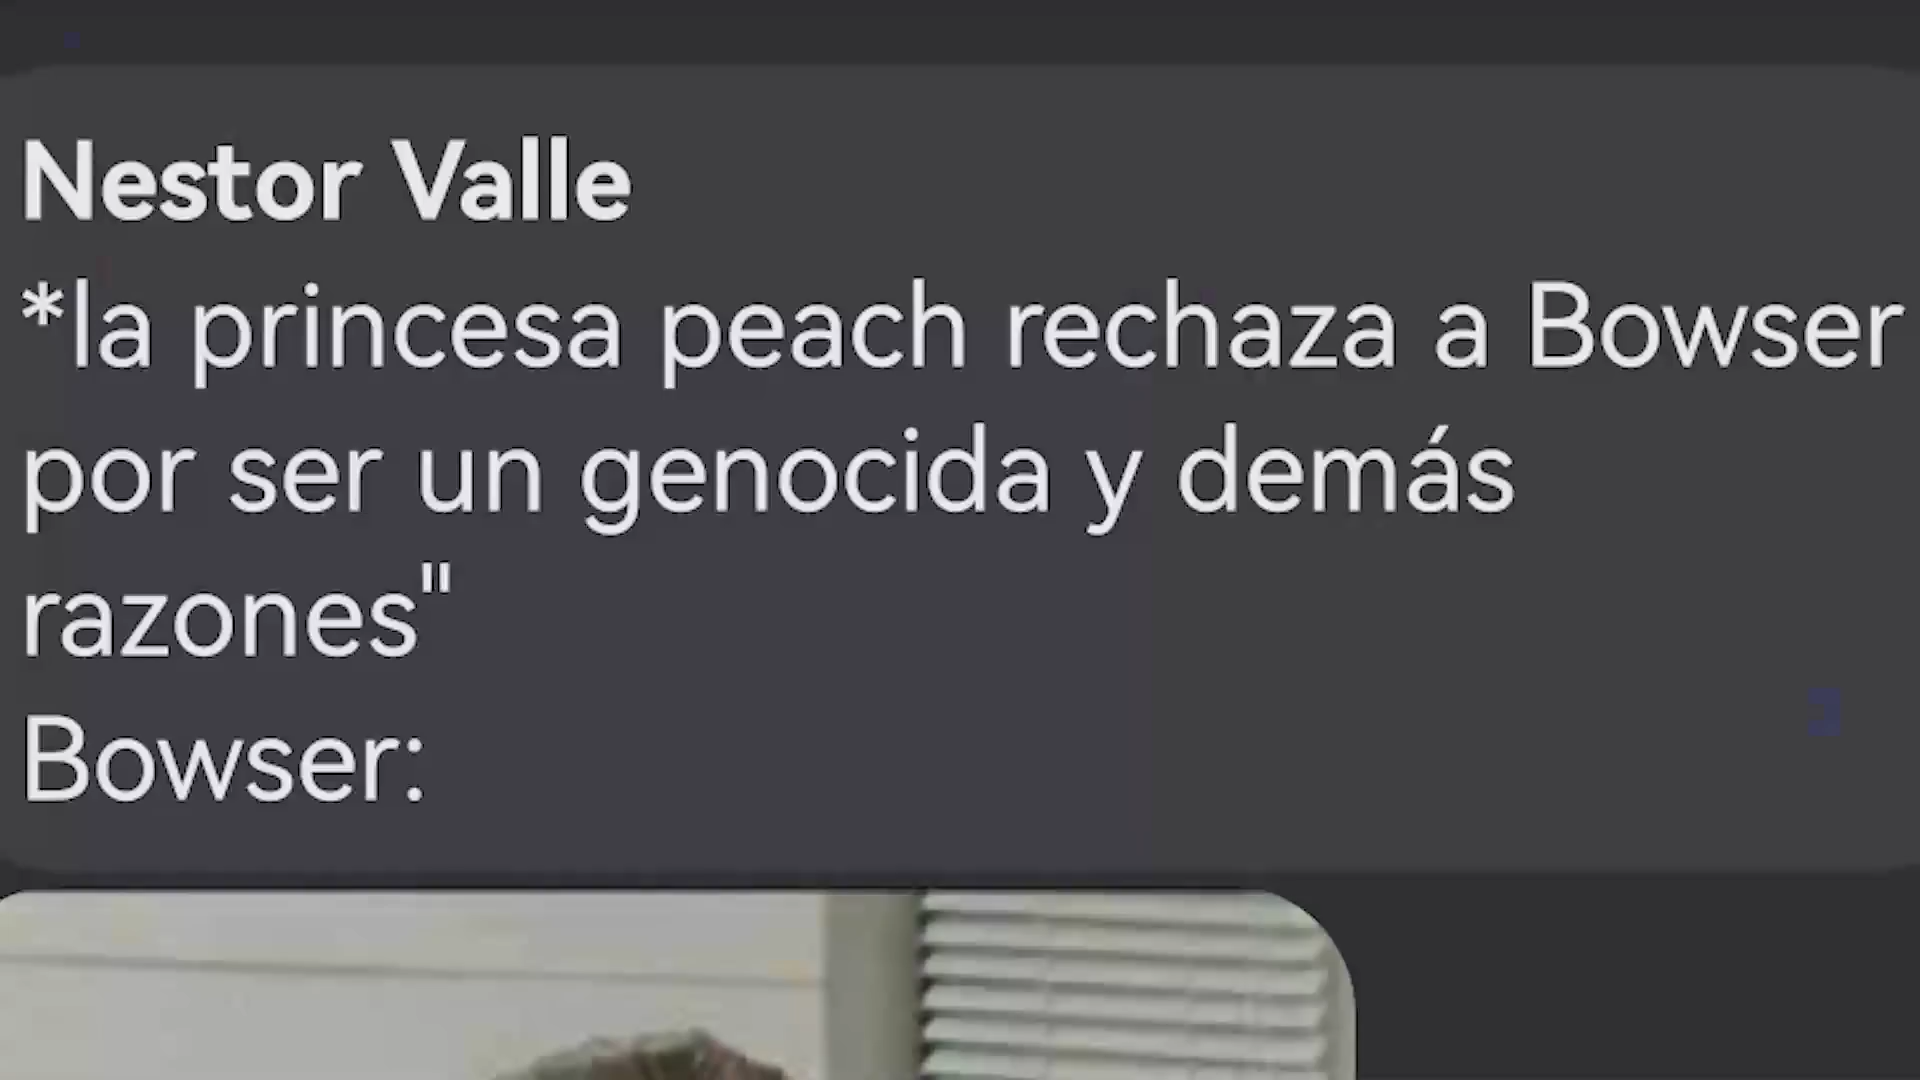 Nestor Valle
*la princesa peach rechaza a Bowser
por ser un genocida y demás
razones"
Bowser: